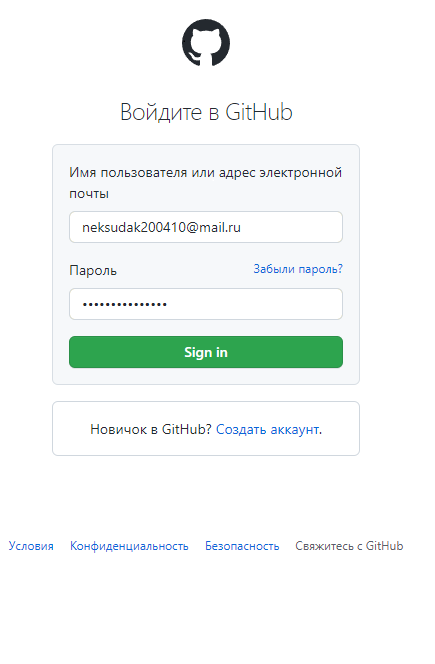 Войдите в GitHub
Имя пользователя или адрес электронной
почты
neksudak200410@mail.ru
Пароль
Забыли пароль?
•••••••••••••••
Sign in
Новичок в GitHub? Создать аккаунт.
Условия Конфиденциальность Безопасность Свяжитесь с GitHub